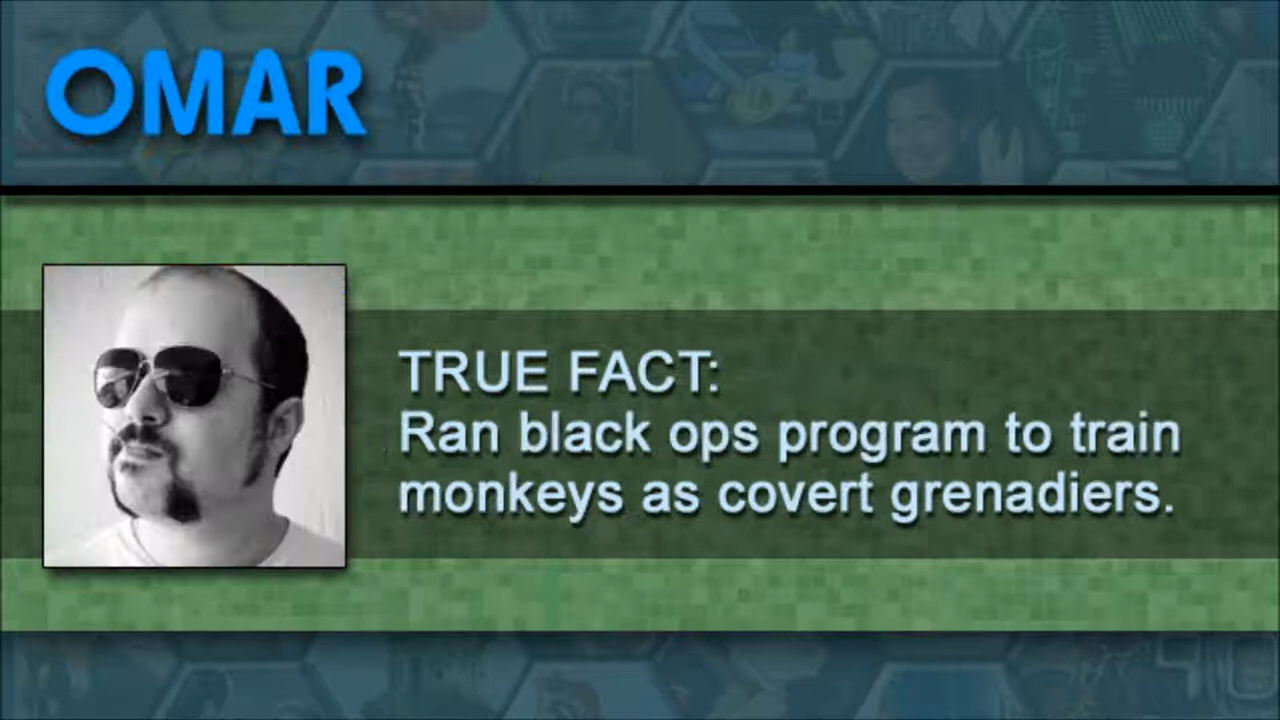 OMAR
TRUE FACT:
Ran black ops program to train
monkeys as covert grenadiers.